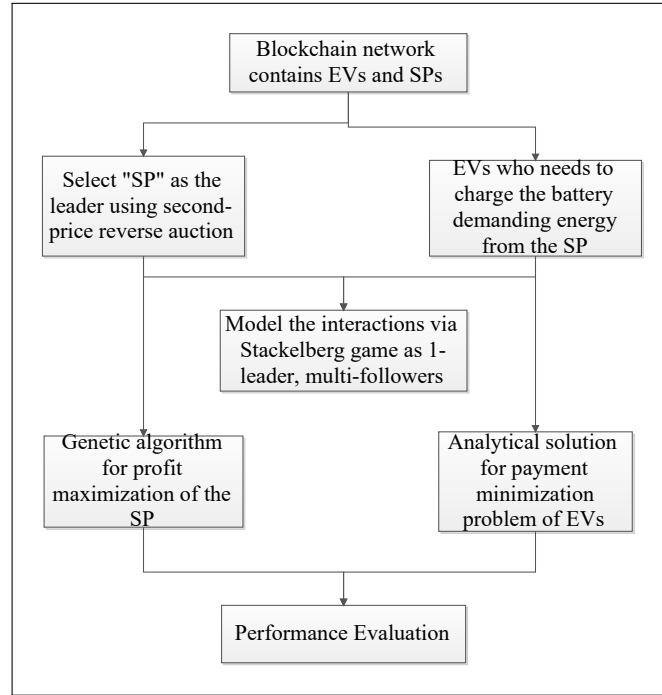 Blockchain network
contains EVs and SPs
Select "SP" as the
leader using second-
price reverse auction
EVs who needs to
charge the battery
demanding energy
from the SP
Model the interactions via
Stackelberg game as 1-
leader, multi-followers
Genetic algorithm
for profit
maximization of the
SP
Analytical solution
for payment
minimization
problem of EVs
Performance Evaluation